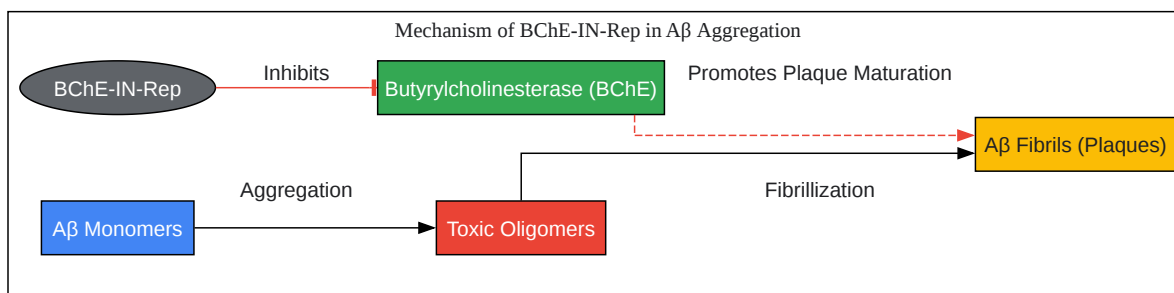 Mechanism of BChE-IN-Rep in Aβ Aggregation
BChE-IN-Rep
Inhibits
Butyrylcholinesterase (BChE)
Promotes Plaque Maturation
Aβ Fibrils (Plaques)
Aβ Monomers
Aggregation
Toxic Oligomers
Fibrillization